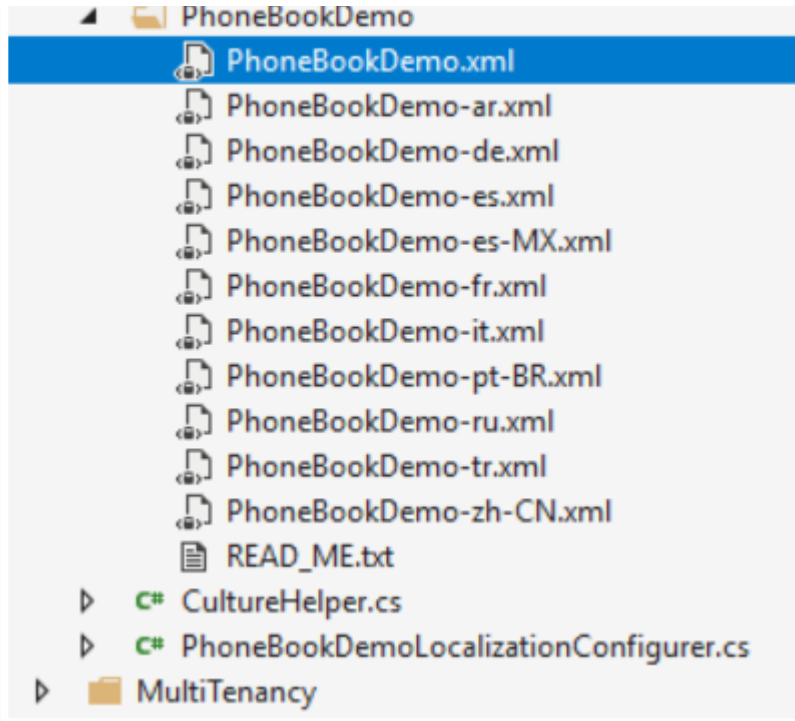 PhoneBookDemo
PhoneBookDemo.xml
PhoneBookDemo-ar.xml
PhoneBookDemo-de.xml
PhoneBookDemo-es.xml
PhoneBookDemo-es-MX.xml
PhoneBookDemo-fr.xml
PhoneBookDemo-it.xml
PhoneBookDemo-pt-BR.xml
PhoneBookDemo-ru.xml
PhoneBookDemo-tr.xml
PhoneBookDemo-zh-CN.xml
READ_ME.txt
C# CultureHelper.cs
C# PhoneBookDemoLocalizationConfigurer.cs
MultiTenancy